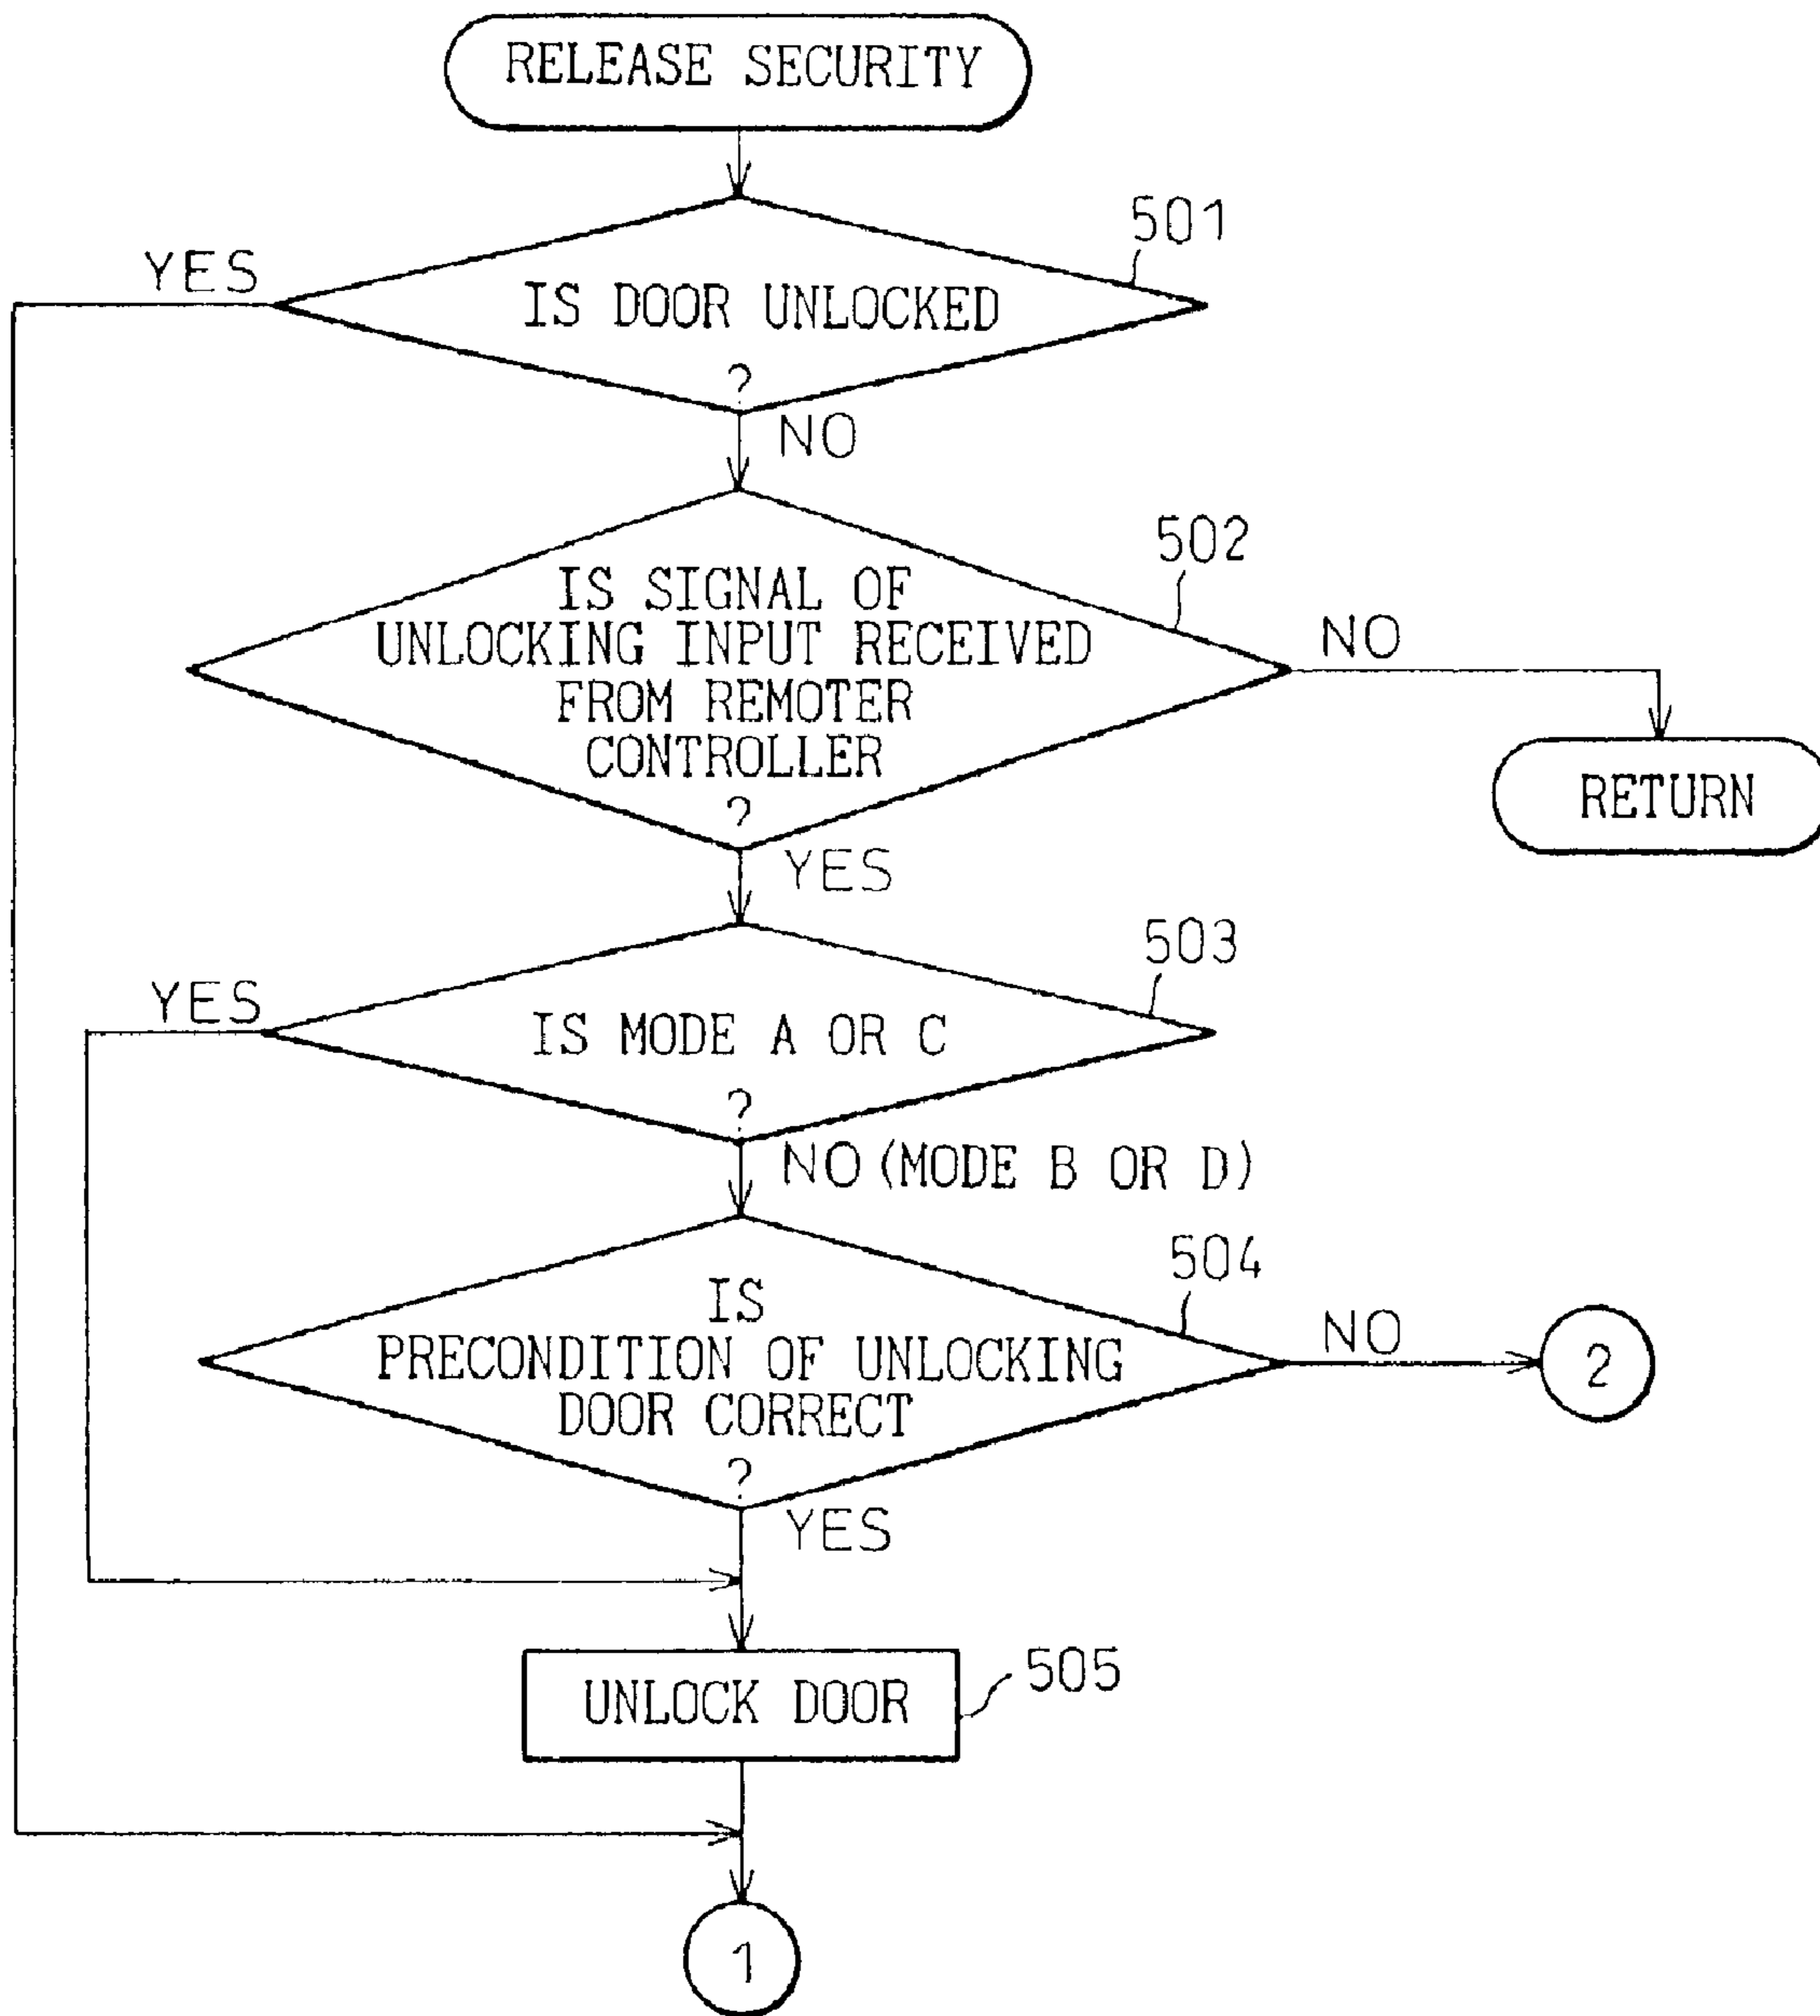 RELEASE SECURITY
501
YES
IS DOOR UNLOCKED
?
NO
502
IS SIGNAL OF
UNLOCKING INPUT RECEIVED
FROM REMOTER
CONTROLLER
?
NO
RETURN
YES
503
YES
IS MODE A OR C
?
NO (MODE B OR D)
504
IS
PRECONDITION OF UNLOCKING
DOOR CORRECT
?
NO
2
YES
UNLOCK DOOR
505
1